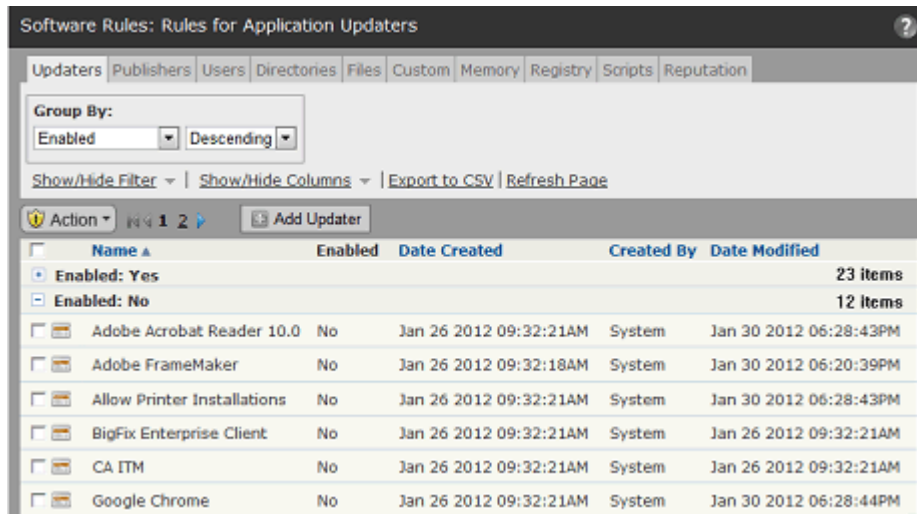 Software Rules: Rules for Application Updaters ?
Updaters Publishers Users Directories Files Custom Memory Registry Scripts Reputation
Group By:
Enabled Descending
Show/Hide Filter | Show/Hide Columns | Export to CSV | Refresh Page
Action 1 2 Add Updater
Name Enabled Date Created Created By Date Modified
Enabled: Yes 23 items
Enabled: No 12 items
Adobe Acrobat Reader 10.0 No Jan 26 2012 09:32:21AM System Jan 30 2012 06:28:43PM
Adobe FrameMaker No Jan 26 2012 09:32:18AM System Jan 30 2012 06:20:39PM
Allow Printer Installations No Jan 26 2012 09:32:21AM System Jan 30 2012 06:28:43PM
BigFix Enterprise Client No Jan 26 2012 09:32:21AM System Jan 26 2012 09:32:21AM
CA ITM No Jan 26 2012 09:32:21AM System Jan 26 2012 09:32:21AM
Google Chrome No Jan 26 2012 09:32:21AM System Jan 30 2012 06:28:44PM